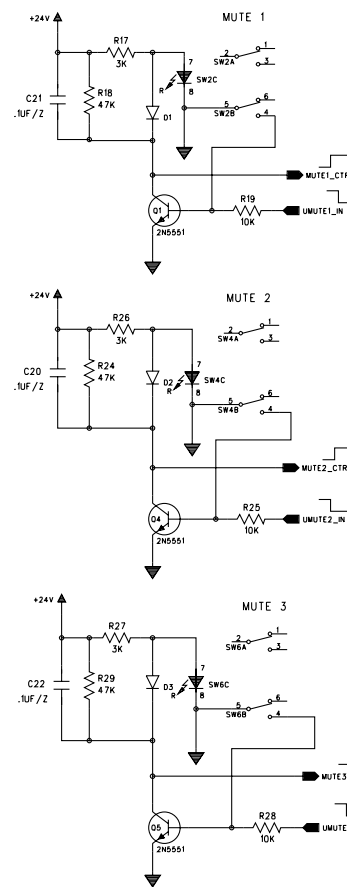 MUTE 1
+24V
R17
3K
7
SW2C
R
8
2
1
SW2A
3
C21
.1UF/Z
R18
47K
D1
5
6
SW2B
4
MUTE1_CTR
Q1
2N5551
R19
10K
UMUTE1_IN
MUTE 2
+24V
R26
3K
7
SW4C
R
8
2
1
SW4A
3
C20
.1UF/Z
R24
47K
D2
5
6
SW4B
4
MUTE2_CTR
Q4
2N5551
R25
10K
UMUTE2_IN
MUTE 3
+24V
R27
3K
7
SW6C
R
8
2
1
SW6A
3
C22
.1UF/Z
R29
47K
D3
5
6
SW6B
4
MUTE3
Q5
2N5551
R28
10K
UMUTE